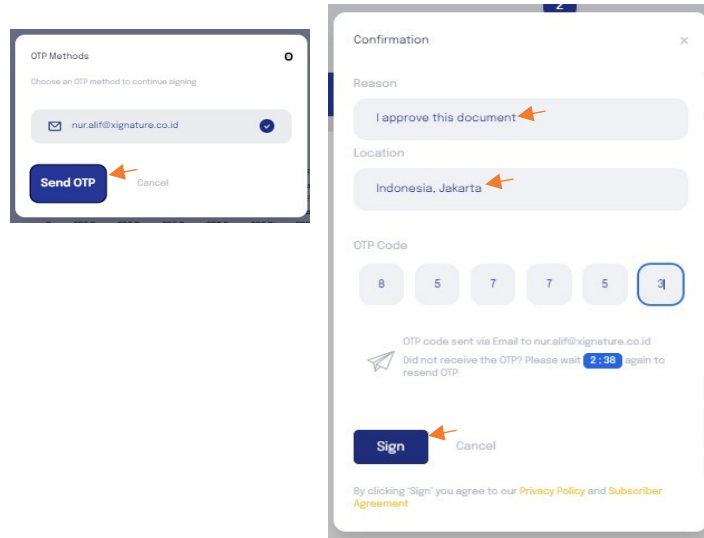 OTP Methods
Choose an OTP method to continue signing
nur.alif@xignature.co.id
Send OTP
Cancel
2
Confirmation
×
Reason
I approve this document
Location
Indonesia, Jakarta
OTP Code
8 5 7 7 5 3
OTP code sent via Email to nur.alif@xignature.co.id
Did not receive the OTP? Please wait 2:38 again to
resend OTP
Sign
Cancel
By clicking 'Sign' you agree to our Privacy Policy and Subscriber
Agreement